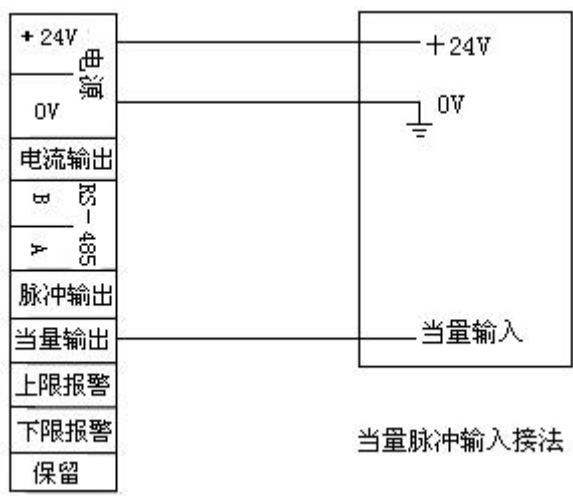 +24V
电源
0V
电流输出
B
RS-485
A
脉冲输出
当量输出
上限报警
下限报警
保留
+24V
0V
当量输入
当量脉冲输入接法